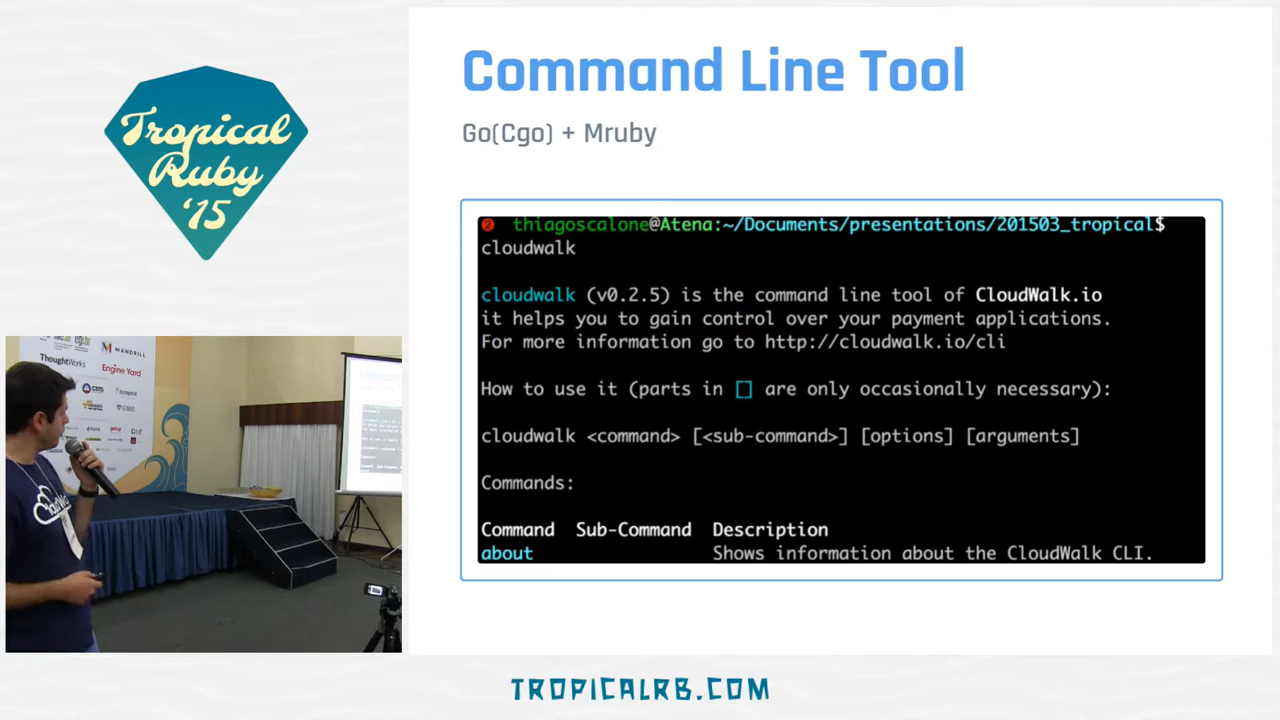 Tropical
Ruby
'15
Command Line Tool
Go(Cgo) + Mruby
thiagoscalone@Atena:~/Documents/presentations/201503_tropical$
cloudwalk
cloudwalk (v0.2.5) is the command line tool of CloudWalk.io
it helps you to gain control over your payment applications.
For more information go to http://cloudwalk.io/cli
How to use it (parts in [] are only occasionally necessary):
cloudwalk <command> [<sub-command>] [options] [arguments]
Commands:
Command Sub-Command Description
about Shows information about the CloudWalk CLI.
MANDRILL
ThoughtWorks
Engine Yard
TROPICALRB.COM